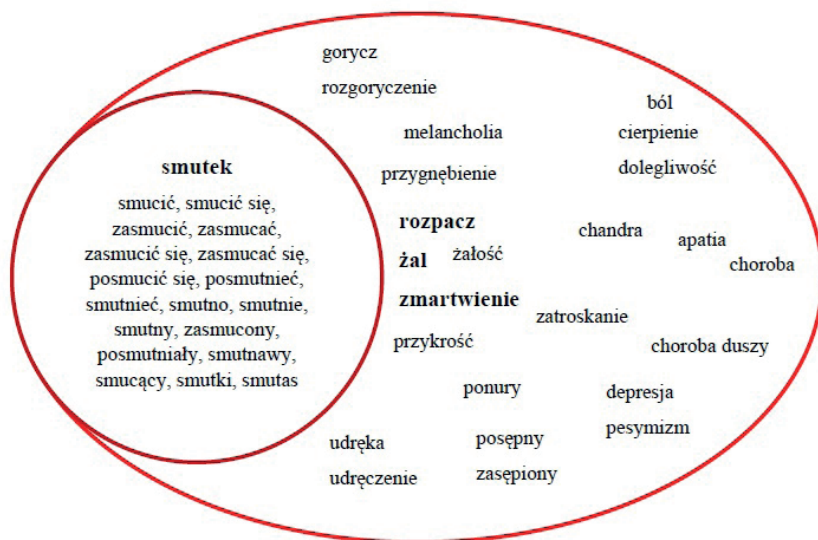 smutek
smucić, smucić się,
zasmucić, zasmucać,
zasmucić się, zasmucać się,
posmucić się, posmutnieć,
smutnieć, smutno, smutnie,
smutny, zasmucony,
posmutniały, smutnawy,
smucący, smutki, smutas
gorycz
rozgoryczenie
ból
melancholia
cierpienie
przygnębienie
dolegliwość
rozpacz
chandra
apatia
żal
żałość
choroba
zmartwienie
zatroskanie
przykrość
choroba duszy
ponury
depresja
pesymizm
udręka
posępny
udręczenie
zasępiony